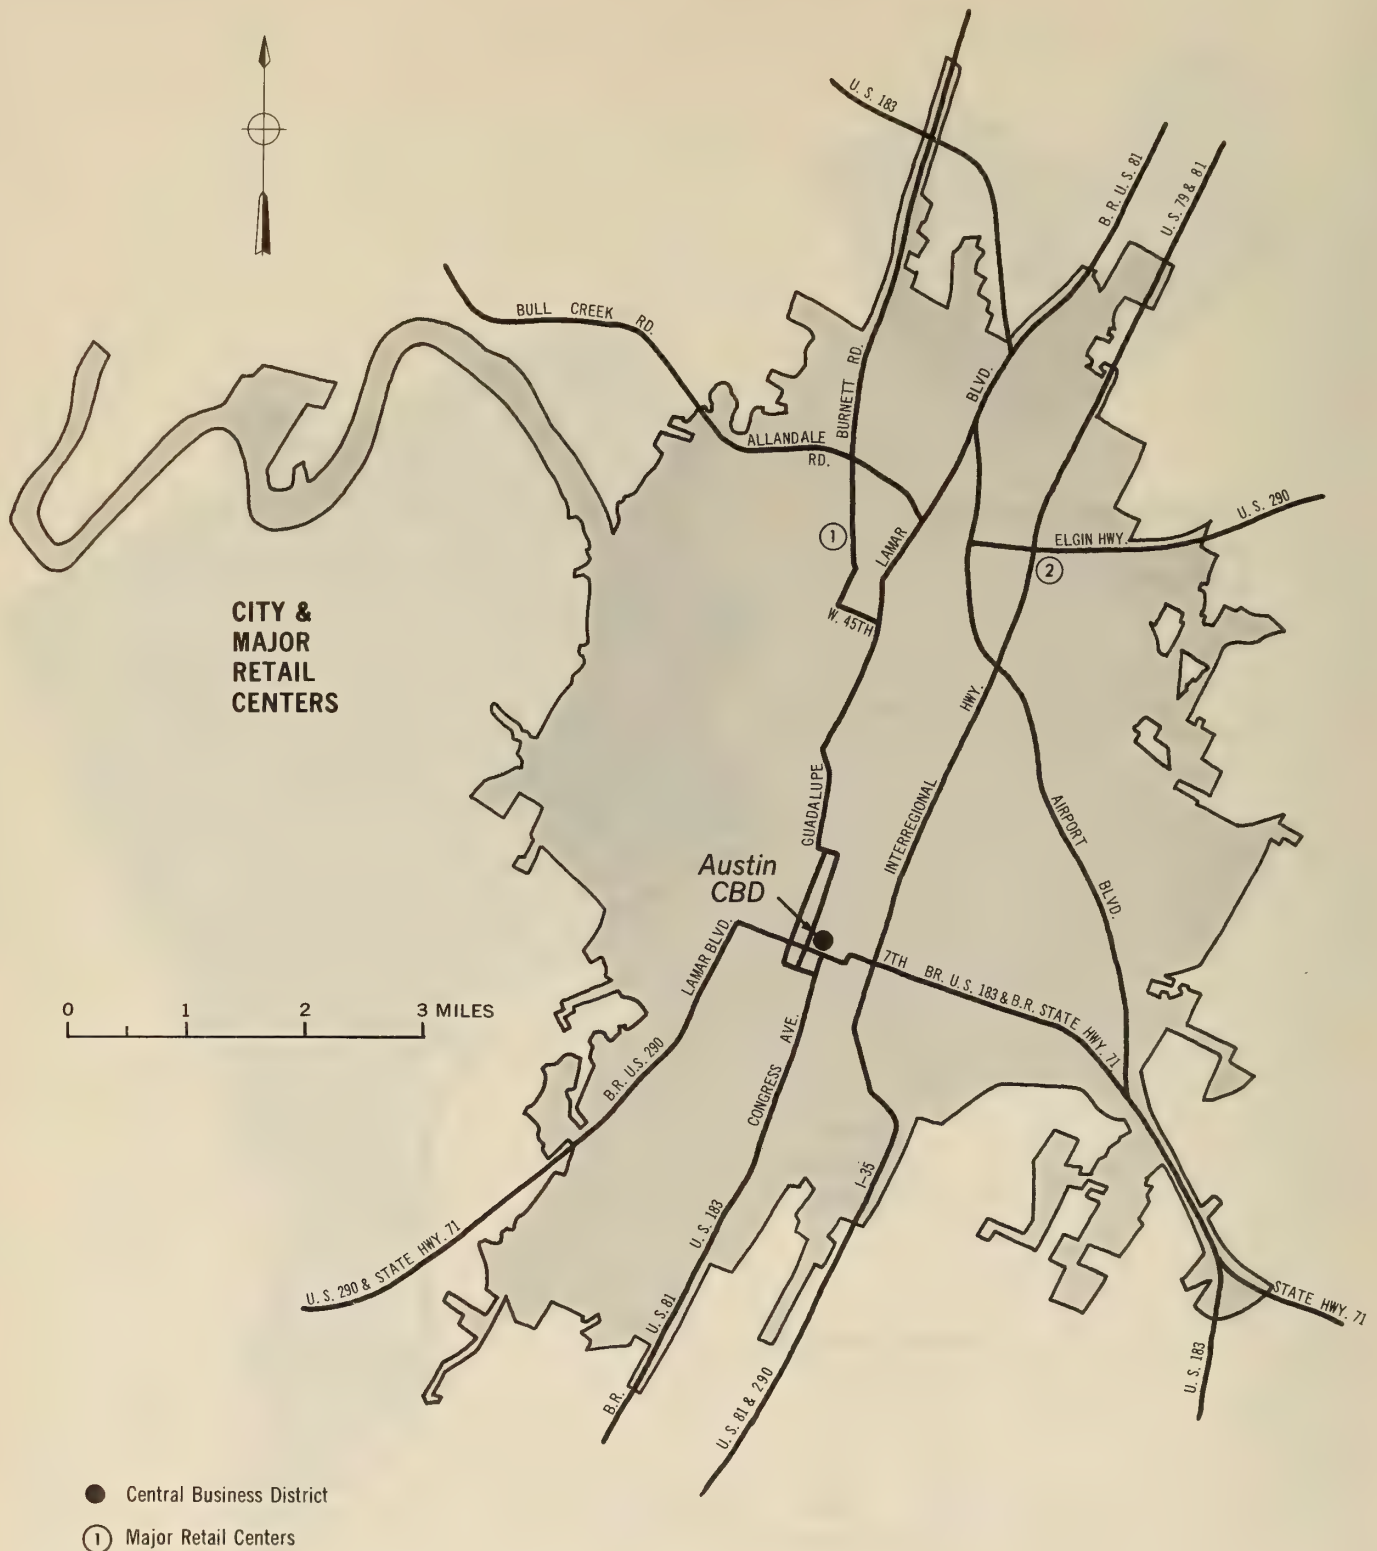 U.S. 183
B.R. U.S. 81
U.S. 79 & 81
BULL CREEK RD.
BURNETT RD.
BLVD.
ALLANDALE
RD.
U.S. 290
ELGIN HWY.
1
LAMAR
2
CITY &
MAJOR
RETAIL
CENTERS
W. 45TH
HWY.
GUADALUPE
INTERREGIONAL
AIRPORT
BLVD.
Austin
CBD
LAMAR BLVD.
7TH
BR. U.S. 183 & B.R. STATE HWY. 71
0 1 2 3 MILES
B.R. U.S. 290
CONGRESS AVE.
I-35
U.S. 183
U.S. 290 & STATE HWY. 71
U.S. 81
B.R.
U.S. 81 & 290
STATE HWY. 71
U.S. 183
Central Business District
1 Major Retail Centers